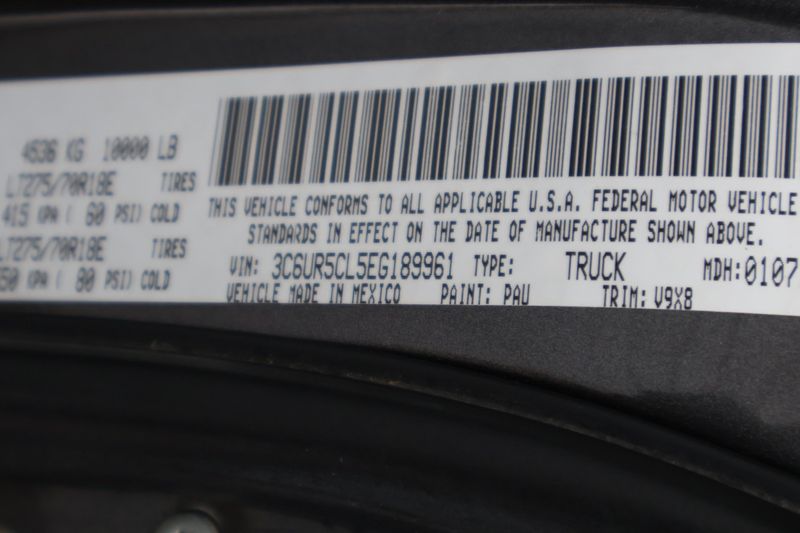 4536 KG 10000 LB
LT275/70R18E TIRES
415 KPA ( 60 PSI) COLD
LT275/70R18E TIRES
550 KPA ( 80 PSI) COLD
THIS VEHICLE CONFORMS TO ALL APPLICABLE U.S.A. FEDERAL MOTOR VEHICLE
STANDARDS IN EFFECT ON THE DATE OF MANUFACTURE SHOWN ABOVE.
VIN: 3C6UR5CL5EG189961 TYPE: TRUCK MDH:0107
VEHICLE MADE IN MEXICO PAINT: PAU TRIM: V9X8